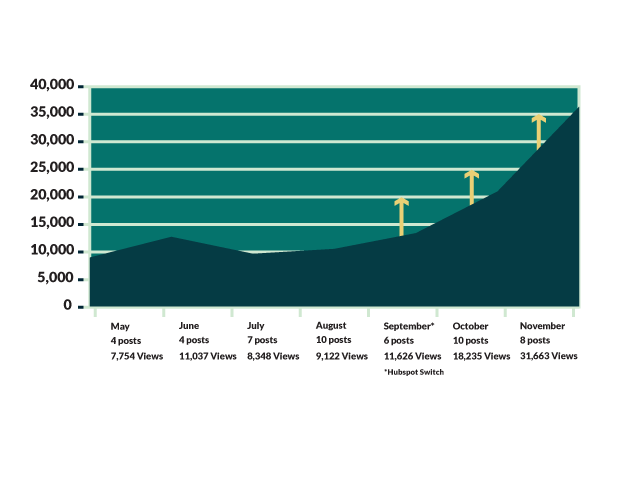 40,000
35,000
30,000
25,000
20,000
15,000
10,000
5,000
0
May
4 posts
7,754 Views
June
4 posts
11,037 Views
July
7 posts
8,348 Views
August
10 posts
9,122 Views
September*
6 posts
11,626 Views
*Hubspot Switch
October
10 posts
18,235 Views
November
8 posts
31,663 Views